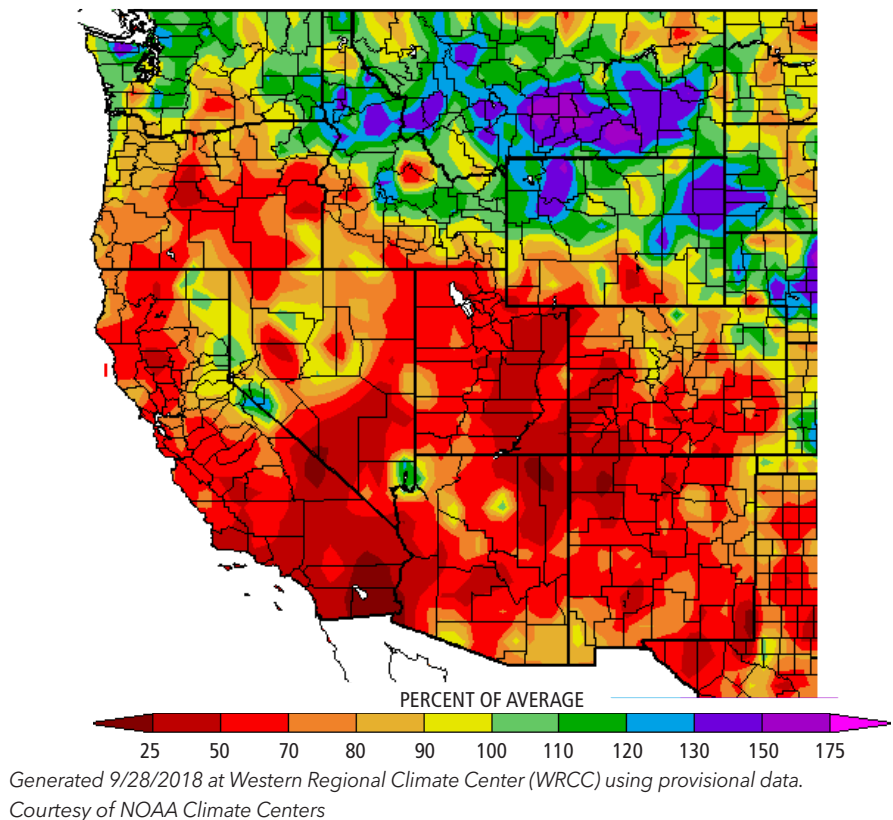 PERCENT OF AVERAGE
25 50 70 80 90 100 110 120 130 150 175
Generated 9/28/2018 at Western Regional Climate Center (WRCC) using provisional data.
Courtesy of NOAA Climate Centers